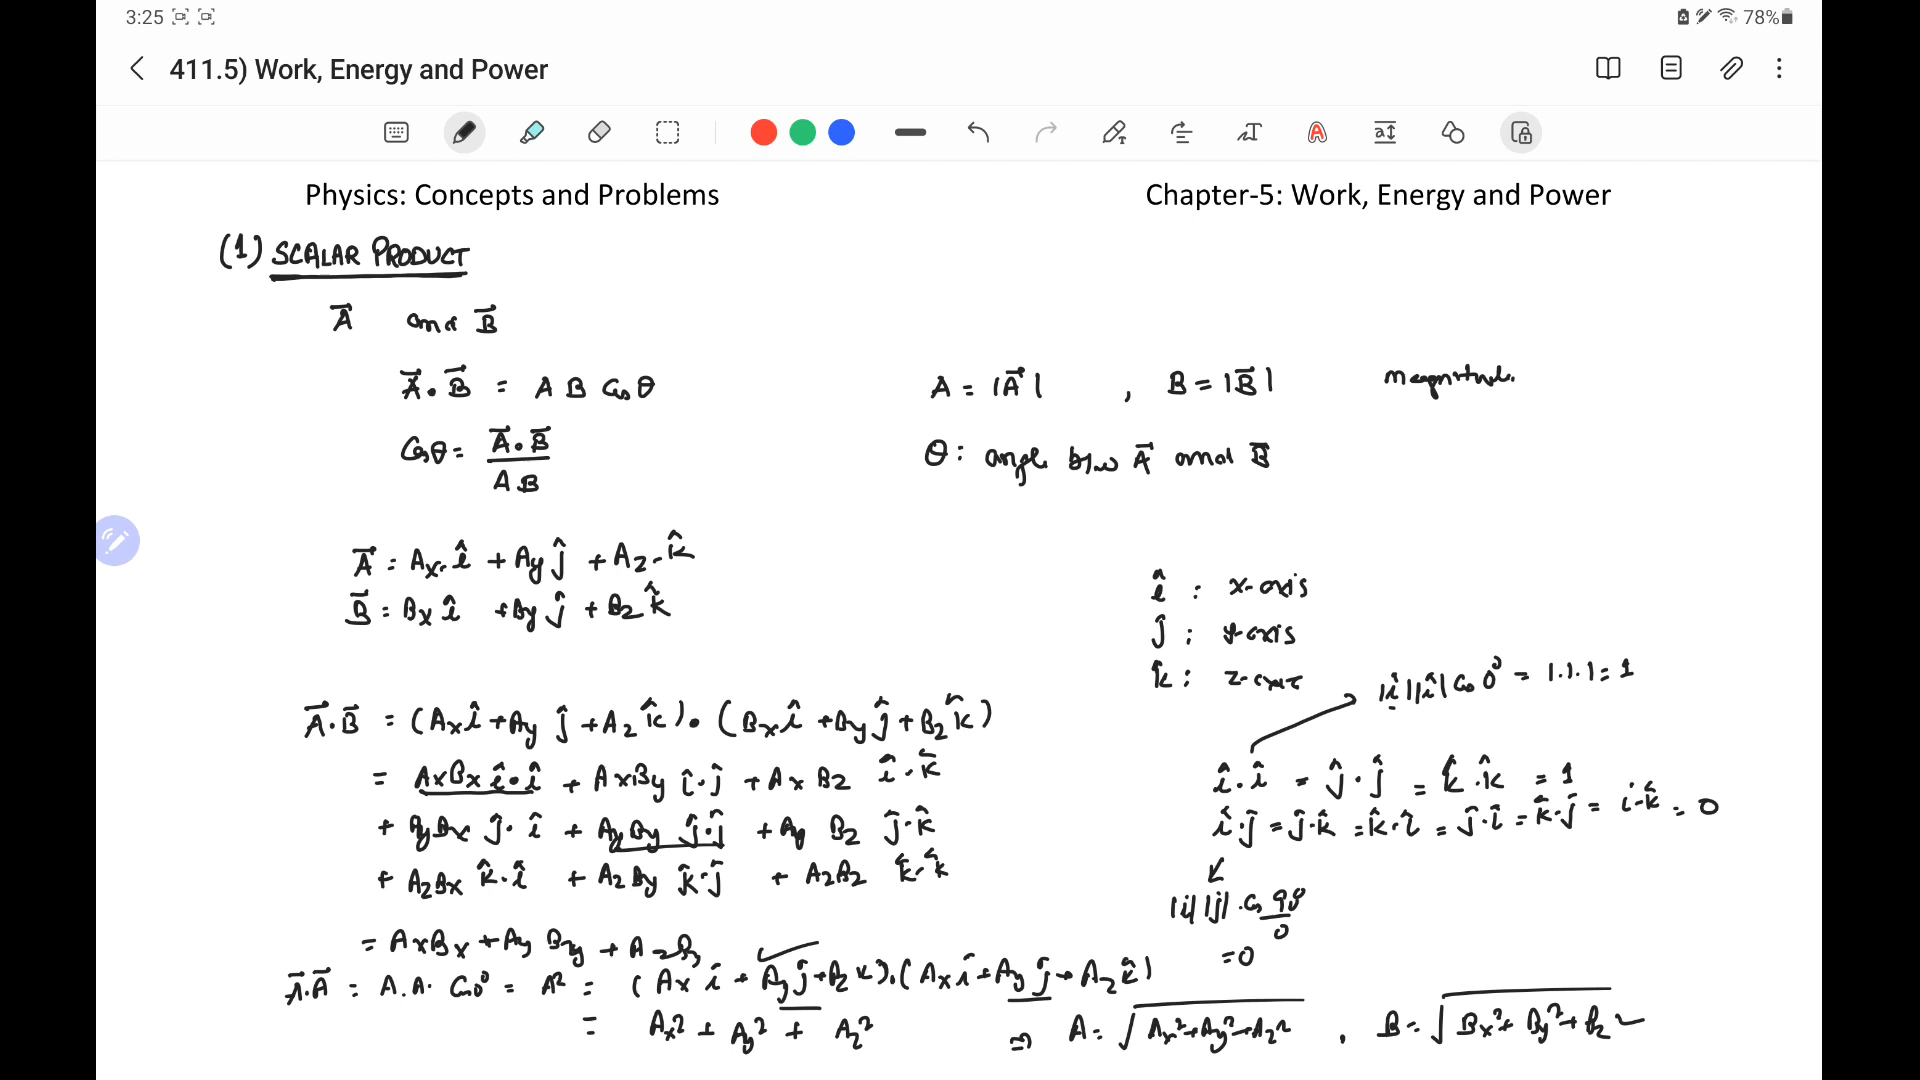 3:25 78%
411.5) Work, Energy and Power
Physics: Concepts and Problems Chapter-5: Work, Energy and Power
(1) SCALAR PRODUCT
A⃗ and B⃗
A⃗ . B⃗ = A B Cos θ A = |A⃗| , B = |B⃗| magnitude.
Cosθ = A⃗ . B⃗ / A B θ : angle b/w A⃗ and B⃗
A⃗ = Ax î + Ay ĵ + Az k̂
B⃗ = Bx î + By ĵ + Bz k̂
î : x-axis
ĵ : y-axis
k̂ : z-axis
|î||î| Cos 0° = 1.1.1 = 1
A⃗ . B⃗ = (Ax î + Ay ĵ + Az k̂) . (Bx î + By ĵ + Bz k̂)
= AxBx î . î + AxBy î . ĵ + Ax Bz î . k̂
+ AyBx ĵ . î + AyBy ĵ . ĵ + Ay Bz ĵ . k̂
+ AzBx k̂ . î + AzBy k̂ . ĵ + AzBz k̂ . k̂
î . î = ĵ . ĵ = k̂ . k̂ = 1
î . ĵ = ĵ . k̂ = k̂ . î = ĵ . î = k̂ . ĵ = î . k̂ = 0
|i| |j| . Cos 90°
0
= 0
= AxBx + Ay By + AzBz
A⃗ . A⃗ = A . A . Cos 0° = A² = (Ax î + Ay ĵ + Az k̂) . (Ax î + Ay ĵ + Az k̂)
= Ax² + Ay² + Az² ⇒ A = √Ax² + Ay² + Az² , B = √Bx² + By² + Bz²